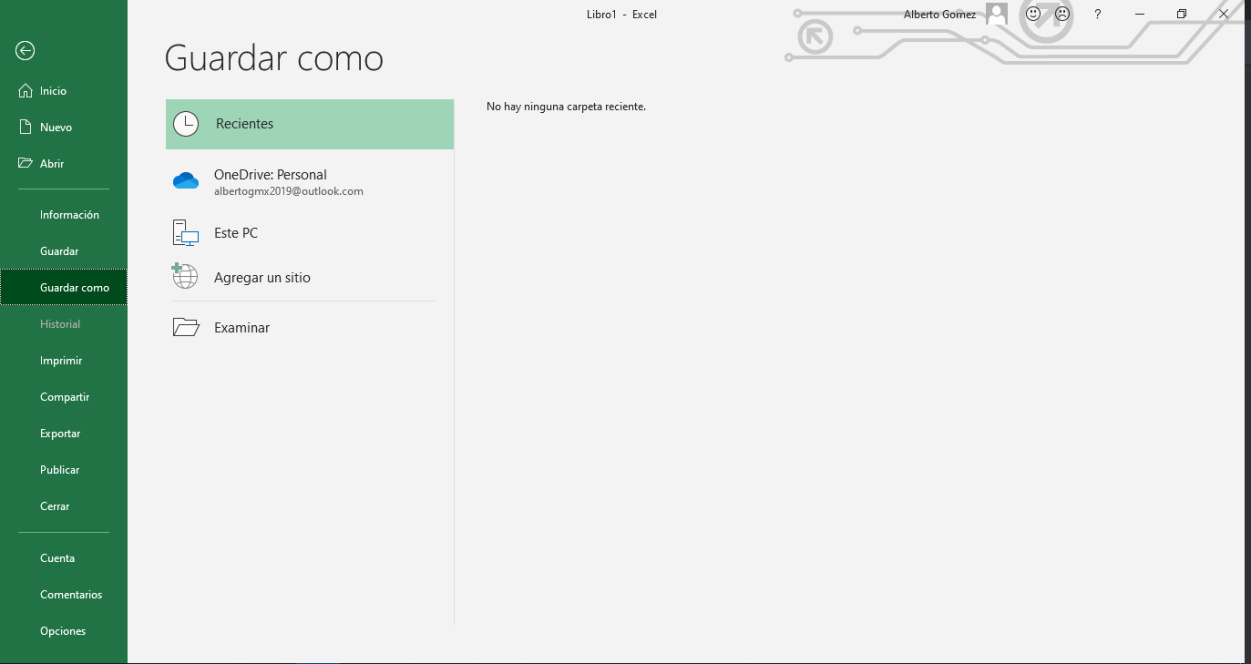 Libro1 - Excel
Alberto Gomez
?
Guardar como
Inicio
Nuevo
Abrir
Información
Guardar
Guardar como
Historial
Imprimir
Compartir
Exportar
Publicar
Cerrar
Cuenta
Comentarios
Opciones
Recientes
OneDrive: Personal
albertogmx2019@outlook.com
Este PC
Agregar un sitio
Examinar
No hay ninguna carpeta reciente.